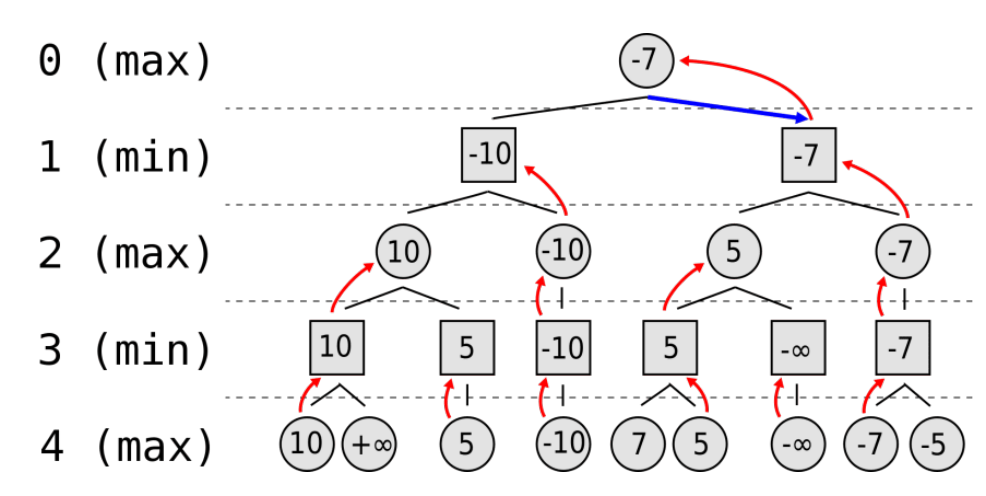 0 (max) -7
1 (min) -10 -7
2 (max) 10 -10 5 -7
3 (min) 10 5 -10 5 -∞ -7
4 (max) 10 +∞ 5 -10 7 5 -∞ -7 -5